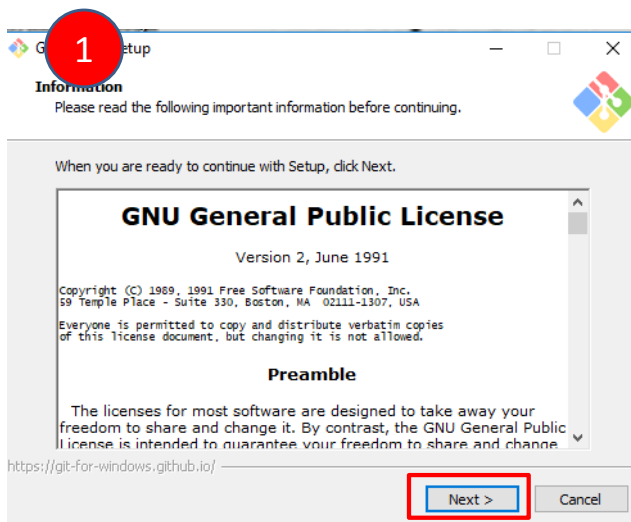 1
G etup
Information
Please read the following important information before continuing.
When you are ready to continue with Setup, click Next.
GNU General Public License
Version 2, June 1991
Copyright (C) 1989, 1991 Free Software Foundation, Inc.
59 Temple Place - Suite 330, Boston, MA 02111-1307, USA
Everyone is permitted to copy and distribute verbatim copies
of this license document, but changing it is not allowed.
Preamble
The licenses for most software are designed to take away your
freedom to share and change it. By contrast, the GNU General Public
License is intended to guarantee your freedom to share and change
https://git-for-windows.github.io/
Next >
Cancel